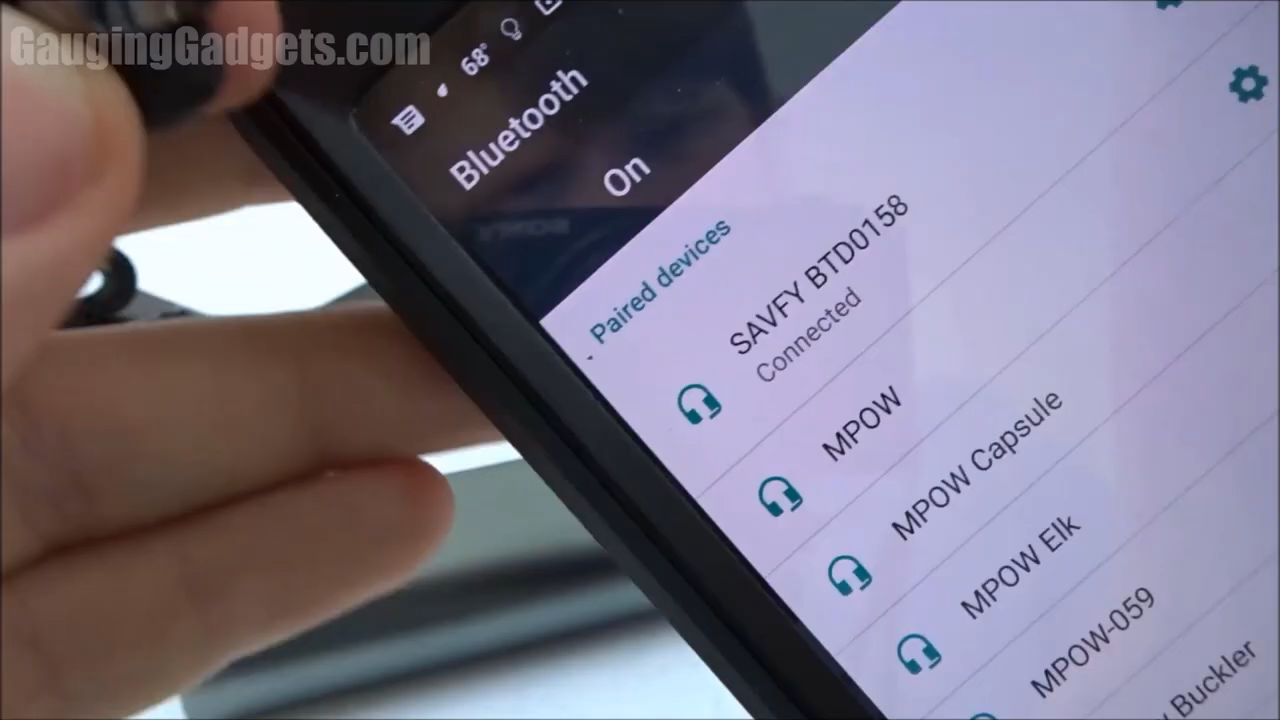 GaugingGadgets.com
68°
Bluetooth
On
Paired devices
SAVFY BTD0158
Connected
MPOW
MPOW Capsule
MPOW Elk
MPOW-059
Buckler